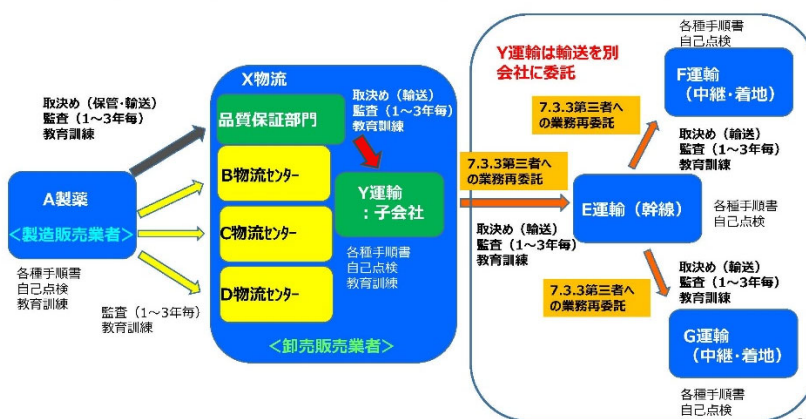 取決め（保管・輸送）
監査（1～3年毎）
教育訓練
A製薬
＜製造販売業者＞
各種手順書
自己点検
教育訓練
監査（1～3年毎）
教育訓練
X物流
品質保証部門
B物流センター
C物流センター
D物流センター
＜卸売販売業者＞
取決め（輸送）
監査（1～3年毎）
教育訓練
Y運輸
：子会社
各種手順書
自己点検
教育訓練
Y運輸は輸送を別
会社に委託
7.3.3第三者へ
の業務再委託
取決め（輸送）
監査（1～3年毎）
教育訓練
E運輸（幹線）
各種手順書
自己点検
7.3.3第三者へ
の業務再委託
各種手順書
自己点検
F運輸
（中継・着地）
取決め（輸送）
監査（1～3年毎）
教育訓練
7.3.3第三者へ
の業務再委託
取決め（輸送）
監査（1～3年毎）
教育訓練
G運輸
（中継・着地）
各種手順書
自己点検